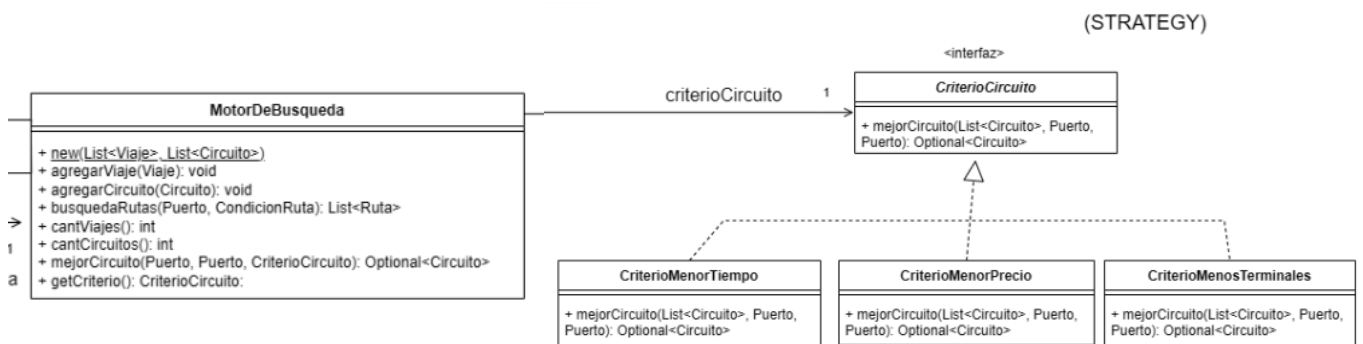 (STRATEGY)
<interfaz>
CriterioCircuito
+ mejorCircuito(List<Circuito>, Puerto,
Puerto): Optional<Circuito>
criterioCircuito
1
MotorDeBusqueda
+ new(List<Viaje>, List<Circuito>)
+ agregarViaje(Viaje): void
+ agregarCircuito(Circuito): void
+ busquedaRutas(Puerto, CondicionRuta): List<Ruta>
+ cantViajes(): int
+ cantCircuitos(): int
+ mejorCircuito(Puerto, Puerto, CriterioCircuito): Optional<Circuito>
+ getCriterio(): CriterioCircuito:
1
a
CriterioMenorTiempo
+ mejorCircuito(List<Circuito>, Puerto,
Puerto): Optional<Circuito>
CriterioMenorPrecio
+ mejorCircuito(List<Circuito>, Puerto,
Puerto): Optional<Circuito>
CriterioMenosTerminales
+ mejorCircuito(List<Circuito>, Puerto,
Puerto): Optional<Circuito>